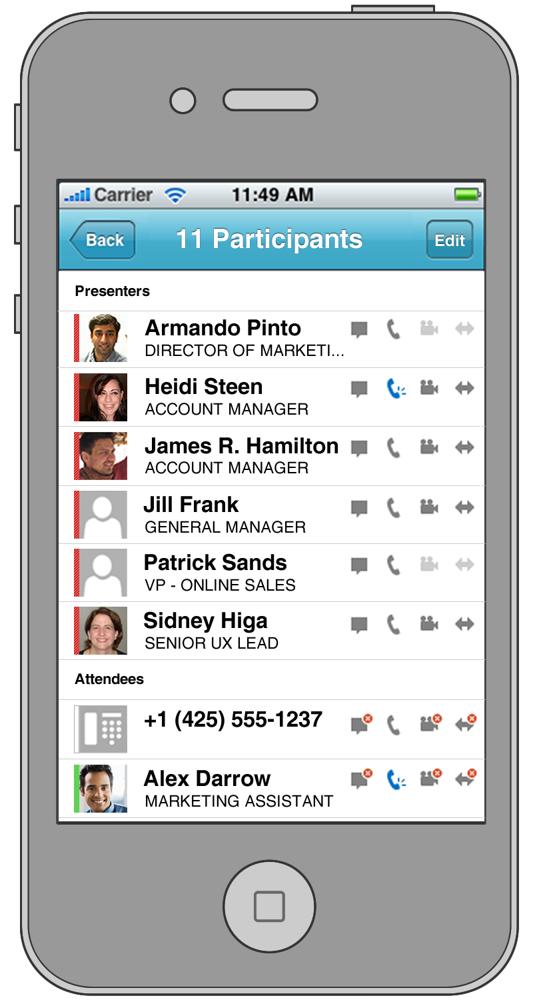 Carrier 11:49 AM
Back 11 Participants Edit
Presenters
Armando Pinto
DIRECTOR OF MARKETI...
Heidi Steen
ACCOUNT MANAGER
James R. Hamilton
ACCOUNT MANAGER
Jill Frank
GENERAL MANAGER
Patrick Sands
VP - ONLINE SALES
Sidney Higa
SENIOR UX LEAD
Attendees
+1 (425) 555-1237
Alex Darrow
MARKETING ASSISTANT